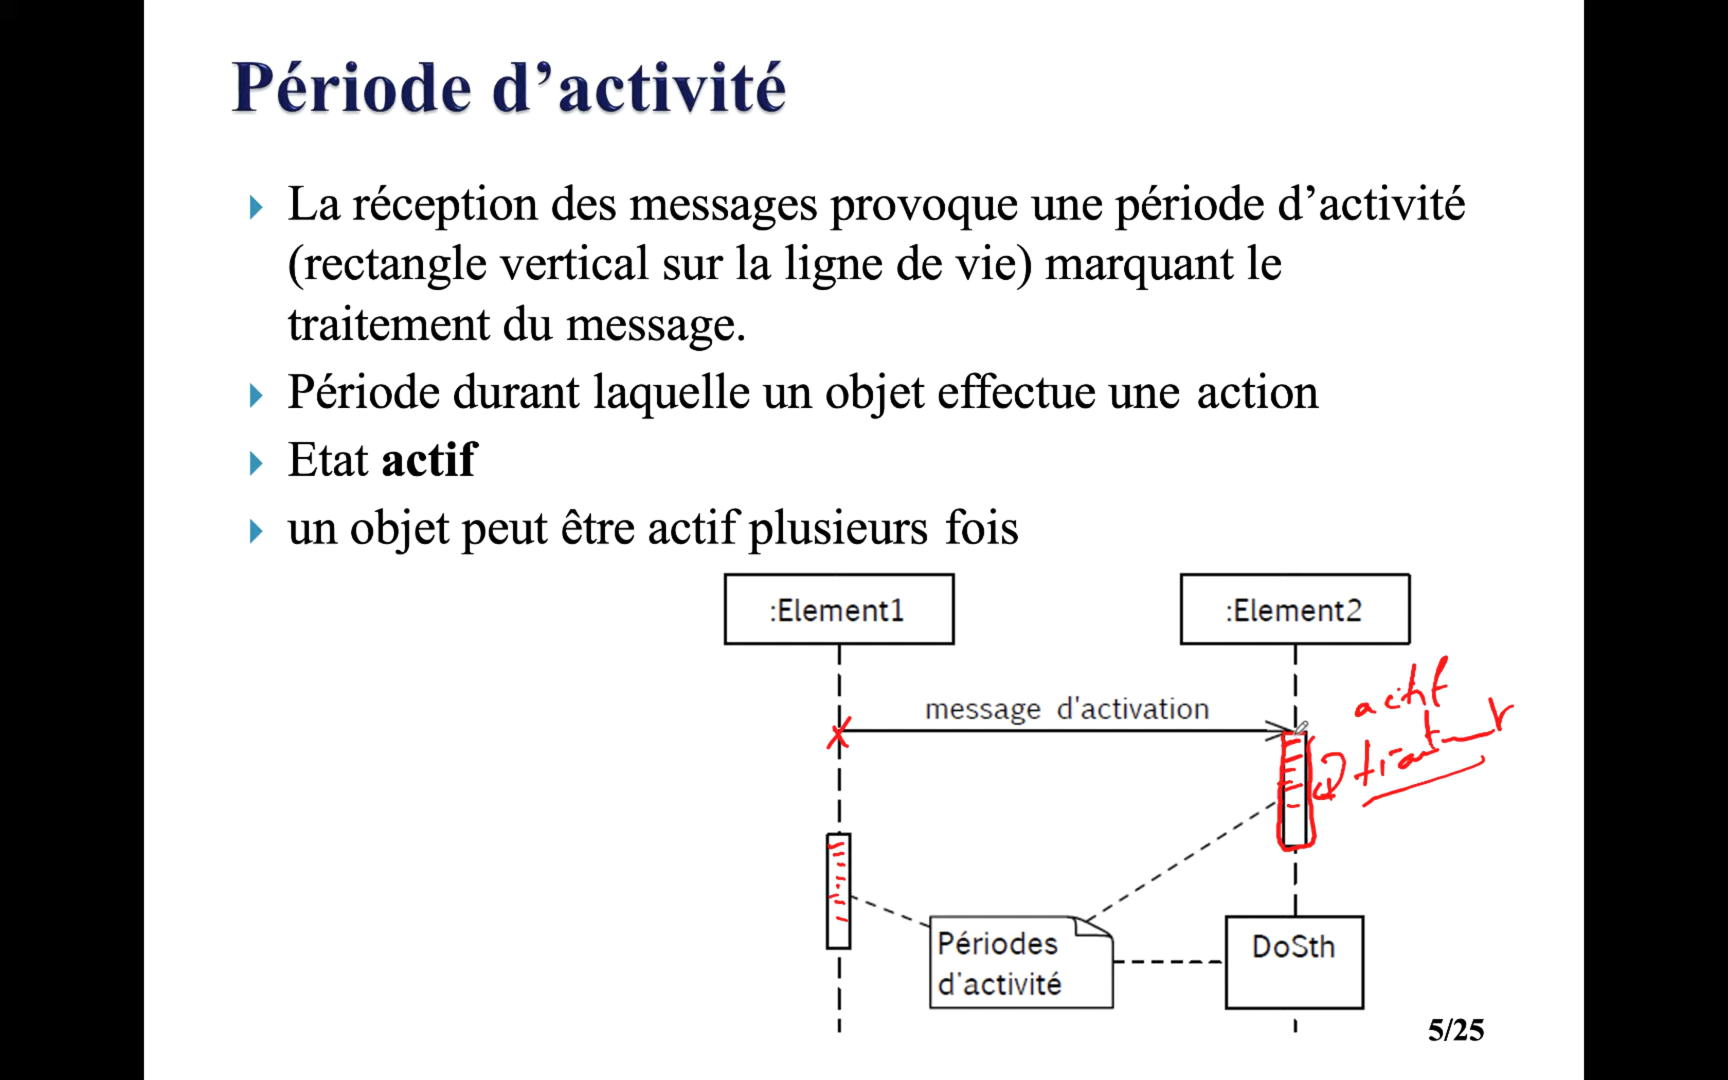 Période d’activité
La réception des messages provoque une période d’activité
(rectangle vertical sur la ligne de vie) marquant le
traitement du message.
Période durant laquelle un objet effectue une action
Etat actif
un objet peut être actif plusieurs fois
:Element1
:Element2
message d'activation
actif
Périodes
d'activité
DoSth
5/25